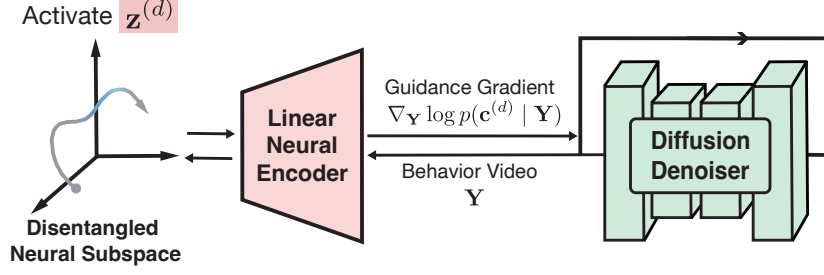 Activate z^(d)
Disentangled
Neural Subspace
Linear
Neural
Encoder
Guidance Gradient
∇_Y log p(c^(d) | Y)
Behavior Video
Y
Diffusion
Denoiser